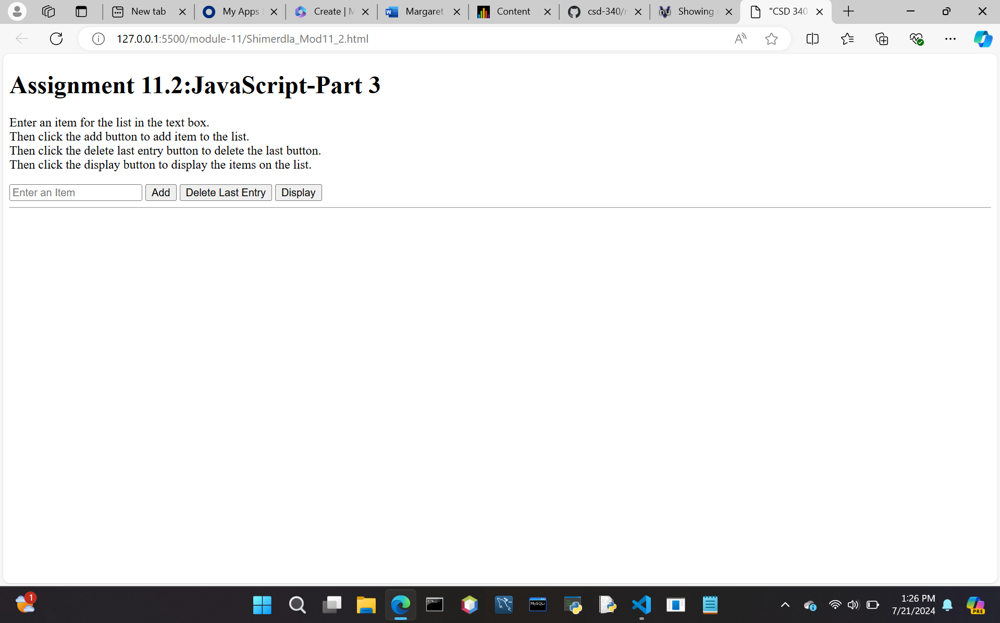 New tab
My Apps
Create | M
Margaret
Content
csd-340/
Showing
"CSD 340
127.0.0.1:5500/module-11/Shimerdla_Mod11_2.html
Assignment 11.2:JavaScript-Part 3
Enter an item for the list in the text box.
Then click the add button to add item to the list.
Then click the delete last entry button to delete the last button.
Then click the display button to display the items on the list.
Enter an Item Add Delete Last Entry Display
1
C:\_
MySQL>
1:26 PM
7/21/2024
PRE